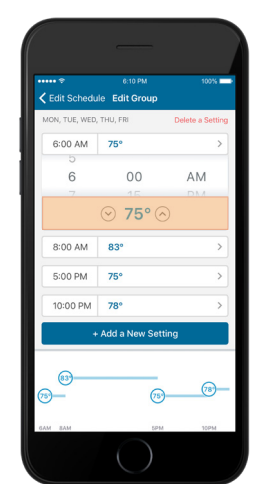 6:10 PM 100%
Edit Schedule Edit Group
MON, TUE, WED, THU, FRI Delete a Setting
6:00 AM 75°
6 00 AM
75°
8:00 AM 83°
5:00 PM 75°
10:00 PM 78°
+ Add a New Setting
83°
78°
75° 75°
6AM 8AM 5PM 10PM